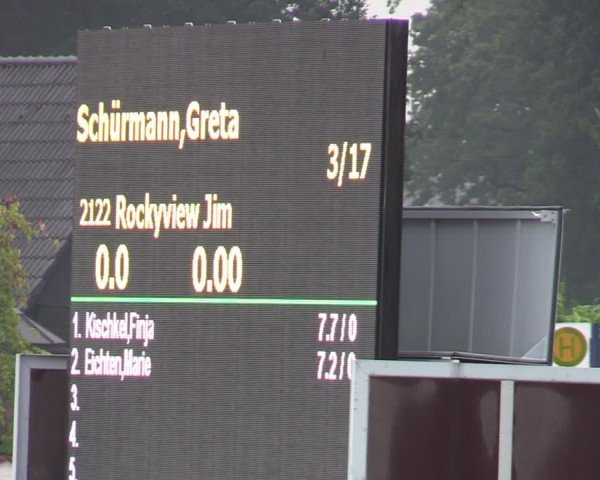 Schürmann,Greta
3/17
2122 Rockyview Jim
0.0 0.00
1. Kischkel,Finja 7.7 / 0
2. Eichten,Marie 7.2 / 0
3.
4.
5.
H